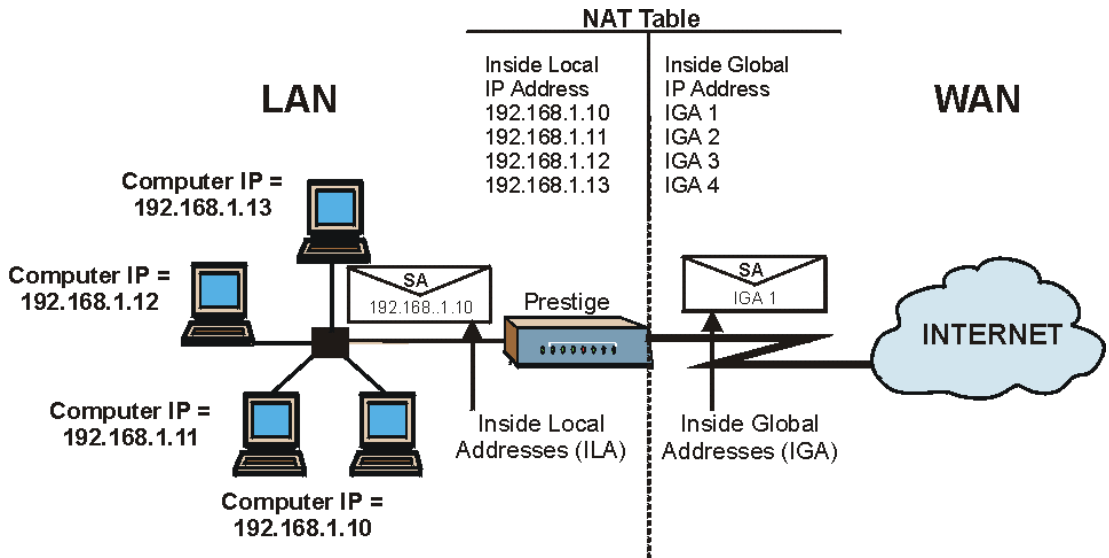 NAT Table
LAN
WAN
Inside Local
IP Address
192.168.1.10
192.168.1.11
192.168.1.12
192.168.1.13
Inside Global
IP Address
IGA 1
IGA 2
IGA 3
IGA 4
Computer IP =
192.168.1.13
Computer IP =
192.168.1.12
SA
192.168..1.10
Prestige
SA
IGA 1
INTERNET
Computer IP =
192.168.1.11
Inside Local
Addresses (ILA)
Inside Global
Addresses (IGA)
Computer IP =
192.168.1.10